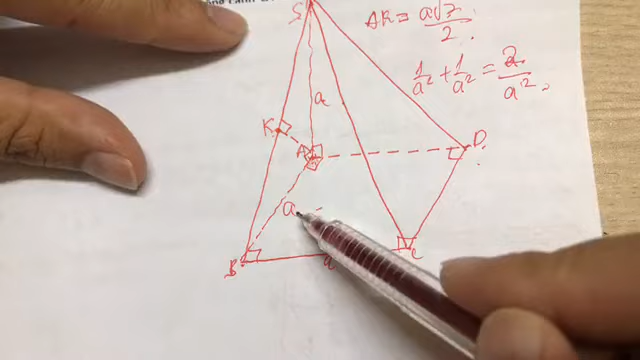 S
AK = a√2/2.
1/a² + 1/a² = 2/a².
a
K
A
D
a
B
a
C